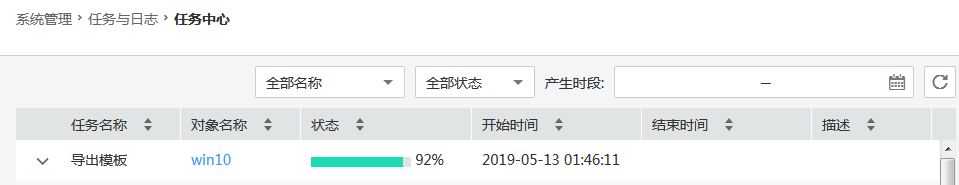 系统管理 > 任务与日志 > 任务中心
全部名称 全部状态 产生时段: —
任务名称 对象名称 状态 开始时间 结束时间 描述
导出模板 win10 92% 2019-05-13 01:46:11